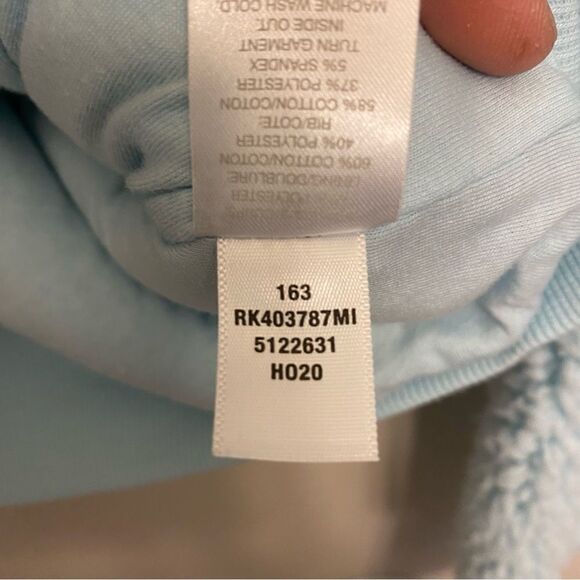 LINING/DOUBLURE:
60% COTTON/COTON
40% POLYESTER
RIB/COTE:
58% COTTON/COTON
37% POLYESTER
5% SPANDEX
TURN GARMENT
INSIDE OUT.
MACHINE WASH COLD
163
RK403787MI
5122631
HO20